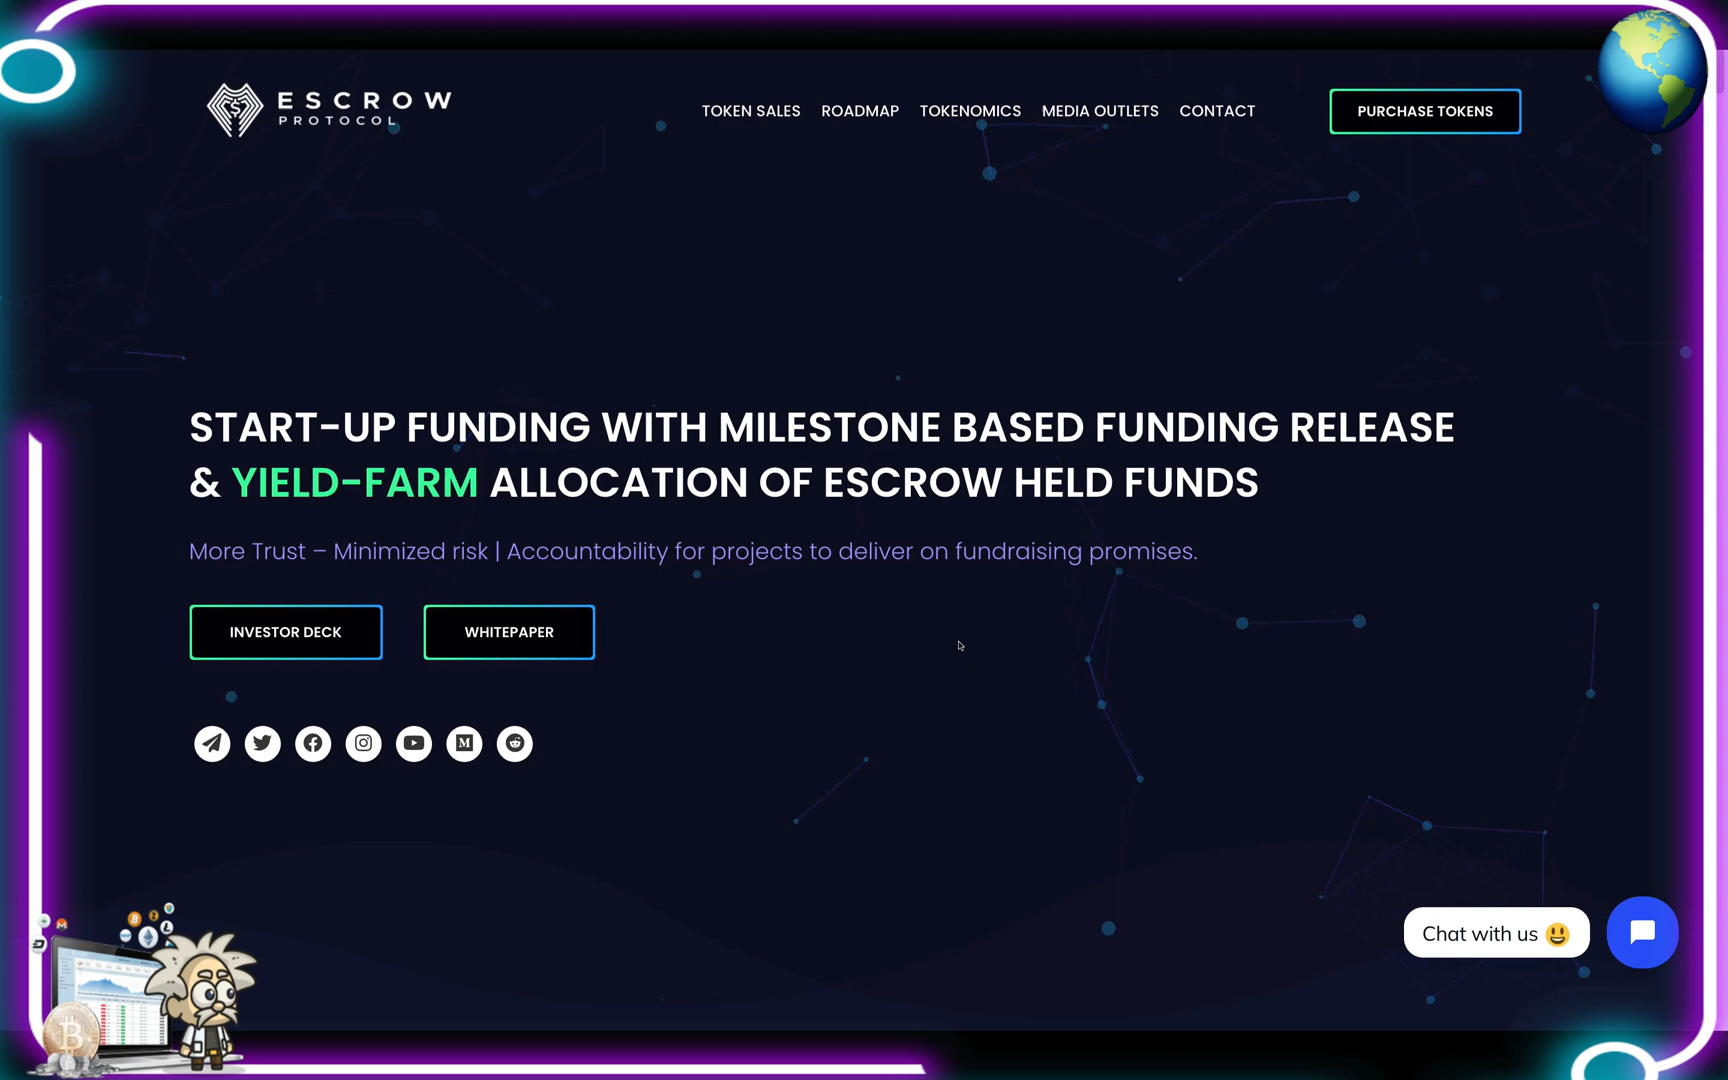 ESCROW
PROTOCOL
TOKEN SALES ROADMAP TOKENOMICS MEDIA OUTLETS CONTACT
PURCHASE TOKENS
START-UP FUNDING WITH MILESTONE BASED FUNDING RELEASE
& YIELD-FARM ALLOCATION OF ESCROW HELD FUNDS
More Trust – Minimized risk | Accountability for projects to deliver on fundraising promises.
INVESTOR DECK WHITEPAPER
Chat with us 😃